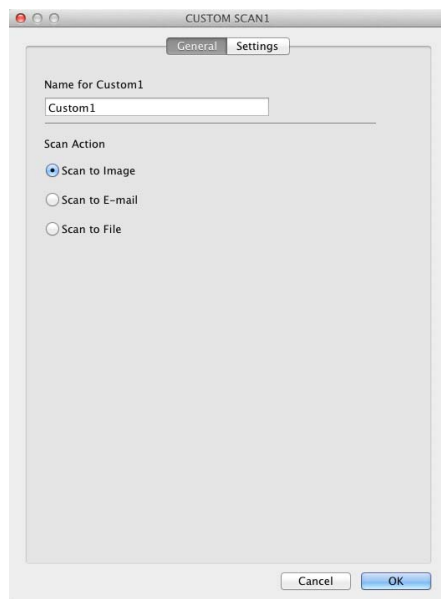 CUSTOM SCAN1
General Settings
Name for Custom1
Custom1
Scan Action
Scan to Image
Scan to E-mail
Scan to File
Cancel OK